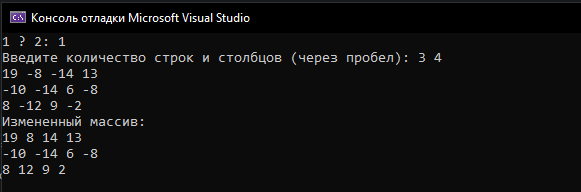 Консоль отладки Microsoft Visual Studio
1 ? 2: 1
Введите количество строк и столбцов (через пробел): 3 4
19 -8 -14 13
-10 -14 6 -8
8 -12 9 -2
Измененный массив:
19 8 14 13
-10 -14 6 -8
8 12 9 2